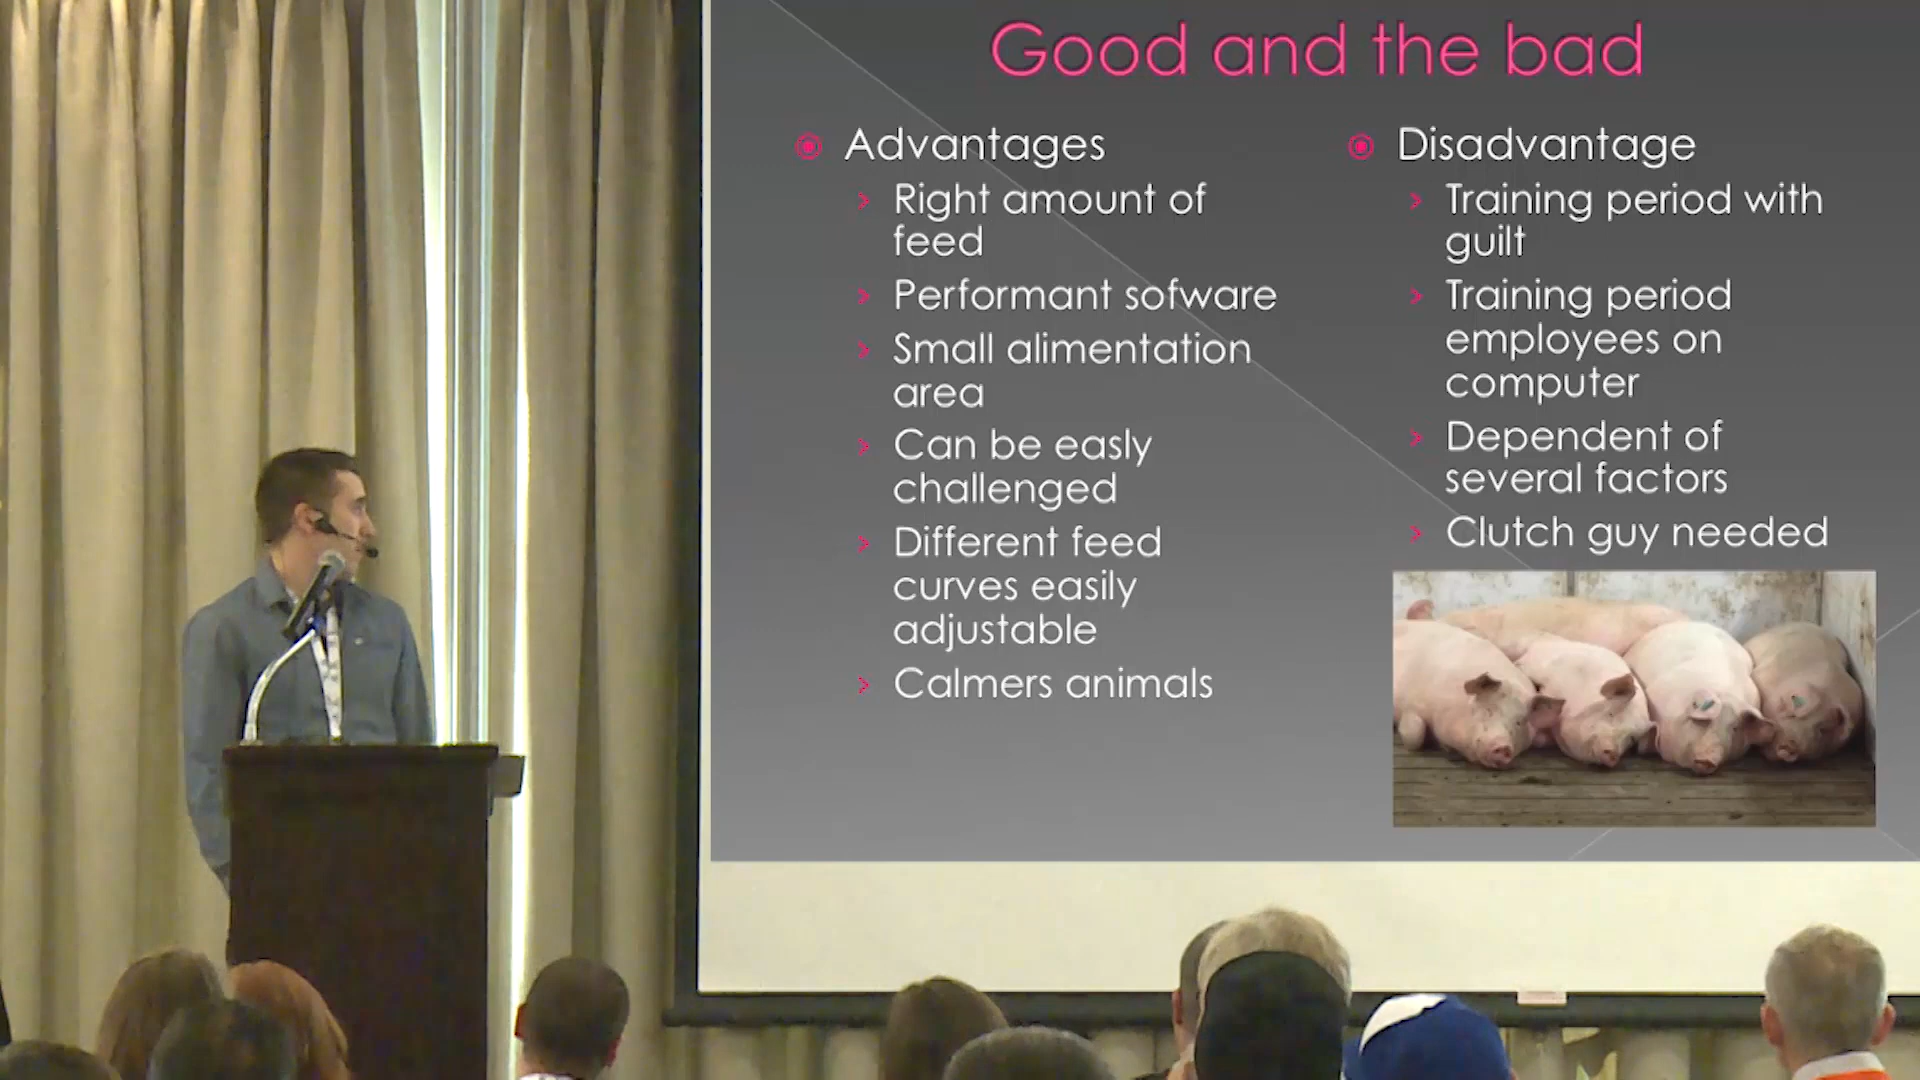 Good and the bad
Advantages
Right amount of
feed
Performant sofware
Small alimentation
area
Can be easly
challenged
Different feed
curves easily
adjustable
Calmers animals
Disadvantage
Training period with
guilt
Training period
employees on
computer
Dependent of
several factors
Clutch guy needed